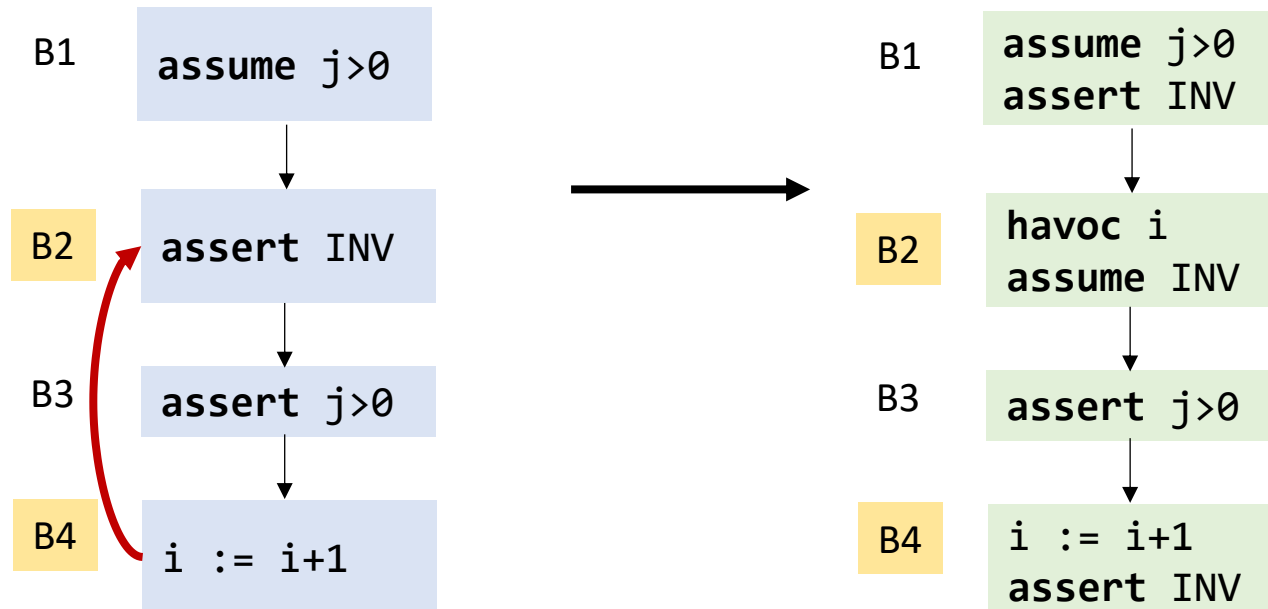 B1
assume j>0
B2
assert INV
B3
assert j>0
B4
i := i+1
B1
assume j>0
assert INV
B2
havoc i
assume INV
B3
assert j>0
B4
i := i+1
assert INV